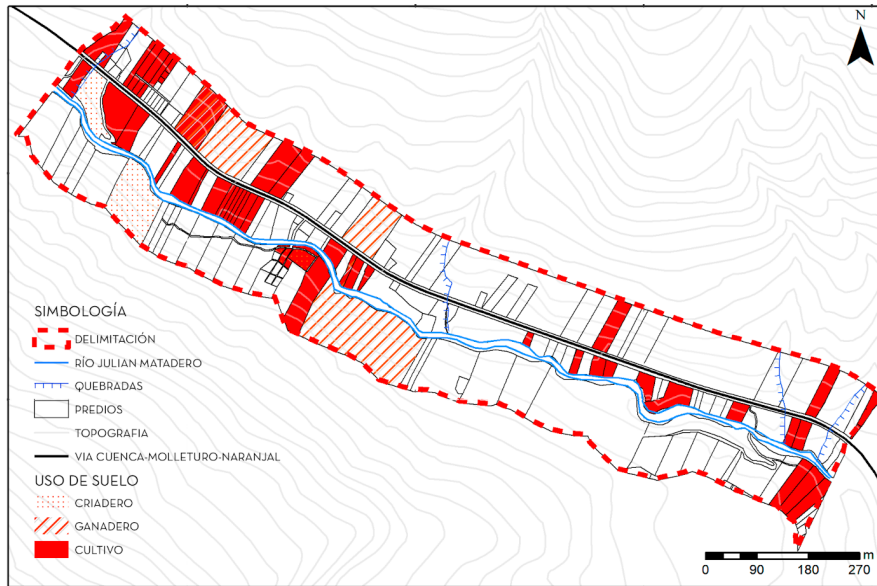 N
SIMBOLOGÍA
DELIMITACIÓN
RÍO JULIAN MATADERO
QUEBRADAS
PREDIOS
TOPOGRAFIA
VIA CUENCA-MOLLETURO-NARANJAL
USO DE SUELO
CRIADERO
GANADERO
CULTIVO
m
0 90 180 270